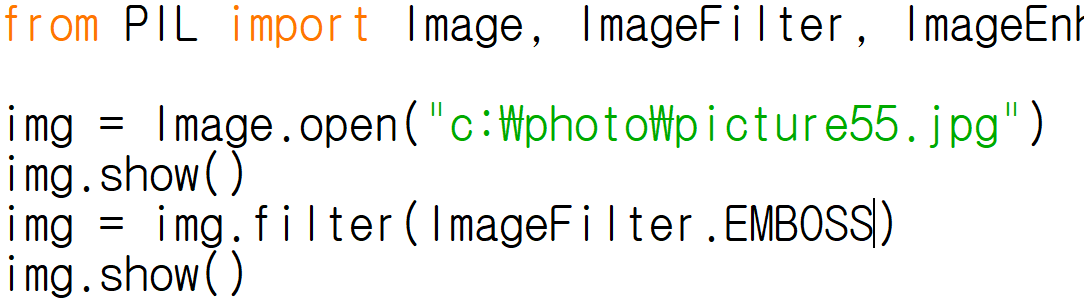 from PIL import Image, ImageFilter, ImageEnh
img = Image.open("c:₩photo₩picture55.jpg")
img.show()
img = img.filter(ImageFilter.EMBOSS)
img.show()